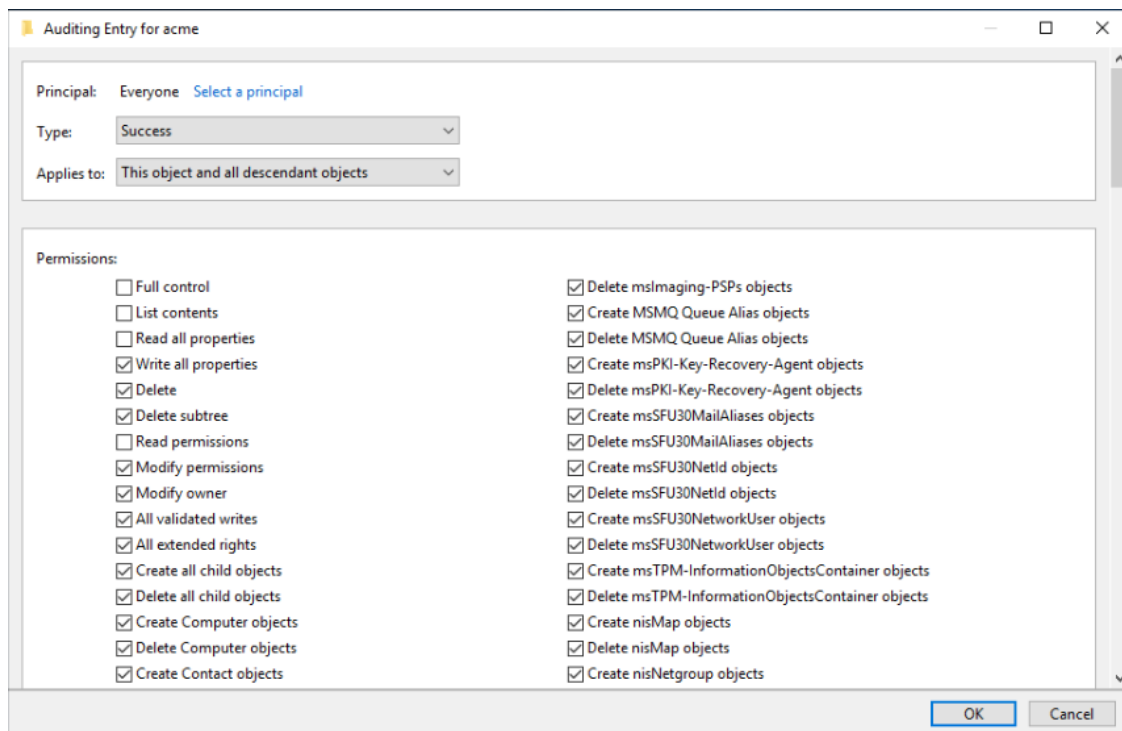 Auditing Entry for acme
Principal: Everyone Select a principal
Type: Success
Applies to: This object and all descendant objects
Permissions:
Full control
List contents
Read all properties
Write all properties
Delete
Delete subtree
Read permissions
Modify permissions
Modify owner
All validated writes
All extended rights
Create all child objects
Delete all child objects
Create Computer objects
Delete Computer objects
Create Contact objects
Delete msImaging-PSPs objects
Create MSMQ Queue Alias objects
Delete MSMQ Queue Alias objects
Create msPKI-Key-Recovery-Agent objects
Delete msPKI-Key-Recovery-Agent objects
Create msSFU30MailAliases objects
Delete msSFU30MailAliases objects
Create msSFU30NetId objects
Delete msSFU30NetId objects
Create msSFU30NetworkUser objects
Delete msSFU30NetworkUser objects
Create msTPM-InformationObjectsContainer objects
Delete msTPM-InformationObjectsContainer objects
Create nisMap objects
Delete nisMap objects
Create nisNetgroup objects
OK Cancel